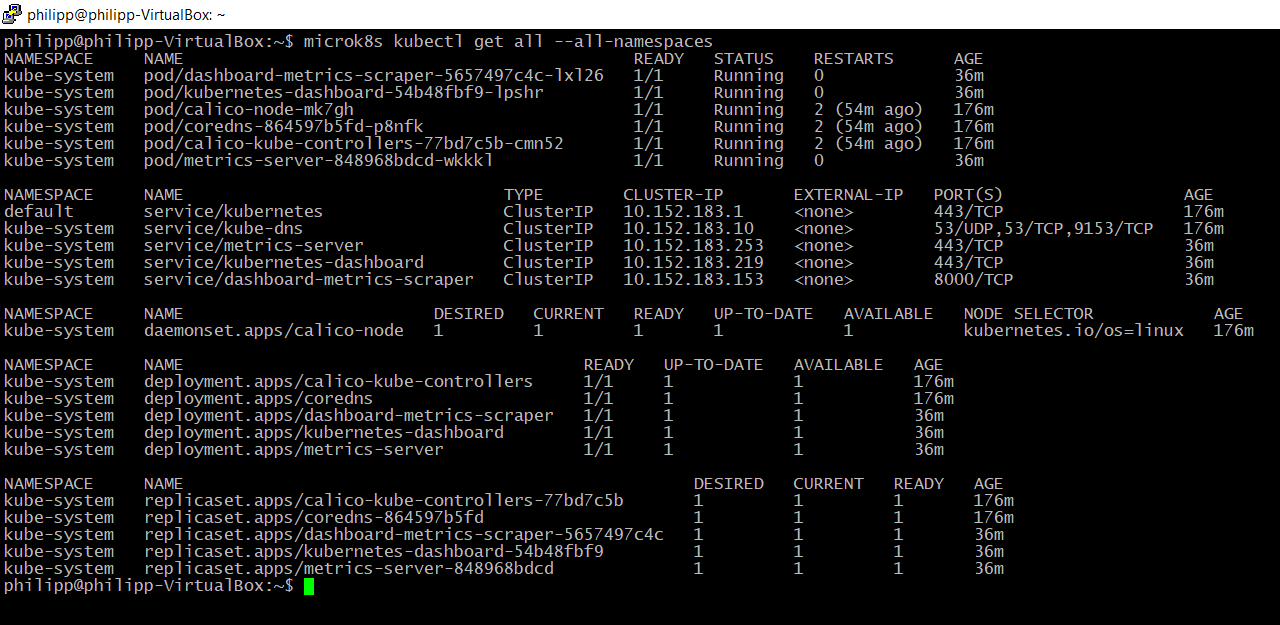 philipp@philipp-VirtualBox: ~
philipp@philipp-VirtualBox:~$ microk8s kubectl get all --all-namespaces
NAMESPACE NAME READY STATUS RESTARTS AGE
kube-system pod/dashboard-metrics-scraper-5657497c4c-lxl26 1/1 Running 0 36m
kube-system pod/kubernetes-dashboard-54b48fbf9-lpshr 1/1 Running 0 36m
kube-system pod/calico-node-mk7gh 1/1 Running 2 (54m ago) 176m
kube-system pod/coredns-864597b5fd-p8nfk 1/1 Running 2 (54m ago) 176m
kube-system pod/calico-kube-controllers-77bd7c5b-cmn52 1/1 Running 2 (54m ago) 176m
kube-system pod/metrics-server-848968bdcd-wkkkl 1/1 Running 0 36m
NAMESPACE NAME TYPE CLUSTER-IP EXTERNAL-IP PORT(S) AGE
default service/kubernetes ClusterIP 10.152.183.1 <none> 443/TCP 176m
kube-system service/kube-dns ClusterIP 10.152.183.10 <none> 53/UDP,53/TCP,9153/TCP 176m
kube-system service/metrics-server ClusterIP 10.152.183.253 <none> 443/TCP 36m
kube-system service/kubernetes-dashboard ClusterIP 10.152.183.219 <none> 443/TCP 36m
kube-system service/dashboard-metrics-scraper ClusterIP 10.152.183.153 <none> 8000/TCP 36m
NAMESPACE NAME DESIRED CURRENT READY UP-TO-DATE AVAILABLE NODE SELECTOR AGE
kube-system daemonset.apps/calico-node 1 1 1 1 1 kubernetes.io/os=linux 176m
NAMESPACE NAME READY UP-TO-DATE AVAILABLE AGE
kube-system deployment.apps/calico-kube-controllers 1/1 1 1 176m
kube-system deployment.apps/coredns 1/1 1 1 176m
kube-system deployment.apps/dashboard-metrics-scraper 1/1 1 1 36m
kube-system deployment.apps/kubernetes-dashboard 1/1 1 1 36m
kube-system deployment.apps/metrics-server 1/1 1 1 36m
NAMESPACE NAME DESIRED CURRENT READY AGE
kube-system replicaset.apps/calico-kube-controllers-77bd7c5b 1 1 1 176m
kube-system replicaset.apps/coredns-864597b5fd 1 1 1 176m
kube-system replicaset.apps/dashboard-metrics-scraper-5657497c4c 1 1 1 36m
kube-system replicaset.apps/kubernetes-dashboard-54b48fbf9 1 1 1 36m
kube-system replicaset.apps/metrics-server-848968bdcd 1 1 1 36m
philipp@philipp-VirtualBox:~$